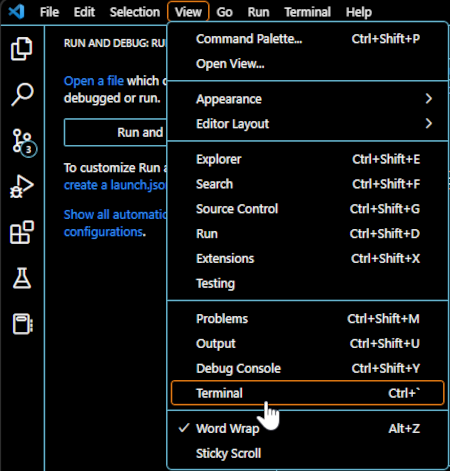 File Edit Selection View Go Run Terminal Help
RUN AND DEBUG: RU
Open a file which c
debugged or run.
Run and
To customize Run a
create a launch.jso
Show all automatic
configurations.
3
Command Palette... Ctrl+Shift+P
Open View...
Appearance
Editor Layout
Explorer Ctrl+Shift+E
Search Ctrl+Shift+F
Source Control Ctrl+Shift+G
Run Ctrl+Shift+D
Extensions Ctrl+Shift+X
Testing
Problems Ctrl+Shift+M
Output Ctrl+Shift+U
Debug Console Ctrl+Shift+Y
Terminal Ctrl+`
Word Wrap Alt+Z
Sticky Scroll